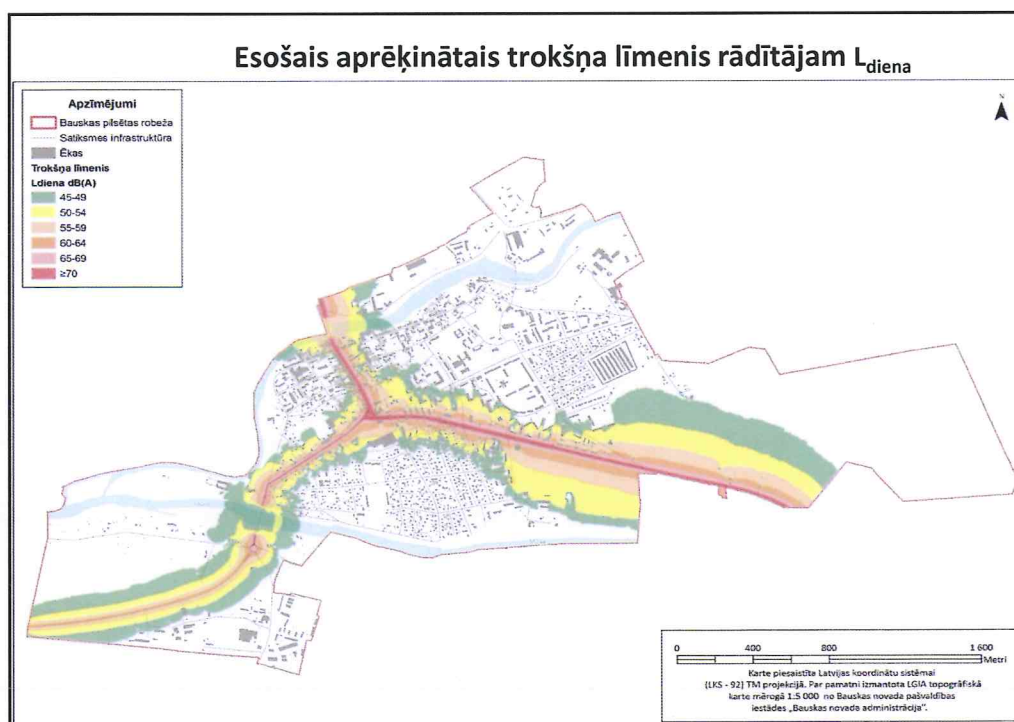 Esošais aprēķinātais trokšņa līmenis rādītājam Ldiena
Apzīmējumi
Bauskas pilsētas robeža
Satiksmes infrastruktūra
Ēkas
Trokšņa līmenis
Ldiena dB(A)
45-49
50-54
55-59
60-64
65-69
≥70
N
0 400 800 1 600
Metri
Karte piesaistīta Latvijas koordinātu sistēmai
(LKS - 92) TM projekcijā. Par pamatni izmantota LGIA topogrāfiskā
karte mērogā 1:5 000 no Bauskas novada pašvaldības
iestādes „Bauskas novada administrācija”.